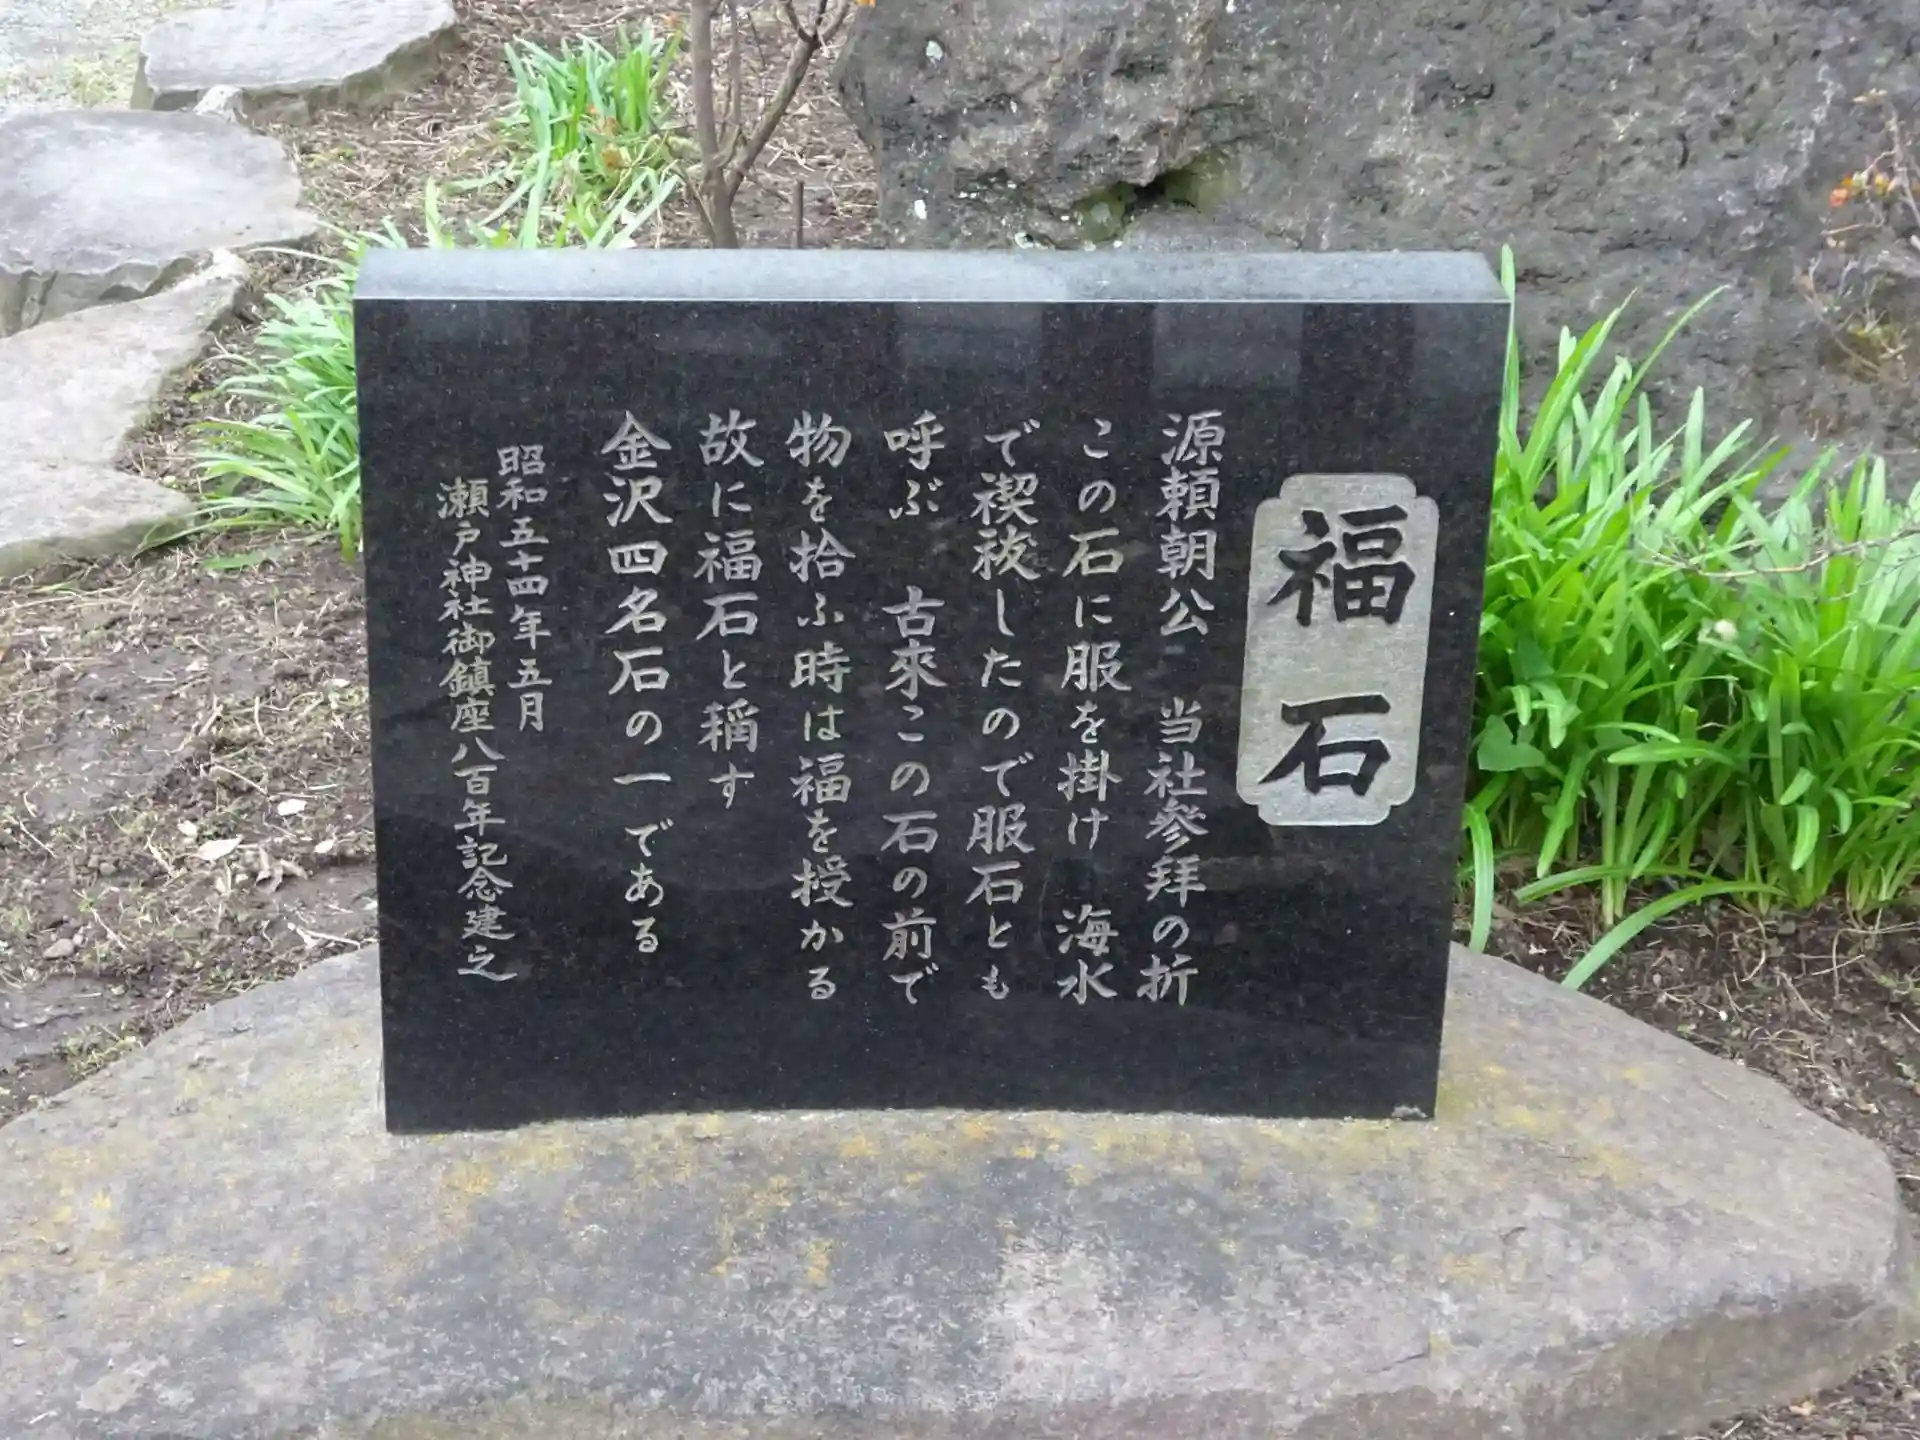 福石
源頼朝公 当社參拜の折
この石に服を掛け 海水
で禊祓したので服石とも
呼ぶ 古來この石の前で
物を拾ふ時は福を授かる
故に福石と稱す
金沢四名石の一である
昭和五十四年五月
瀬戸神社御鎮座八百年記念建之